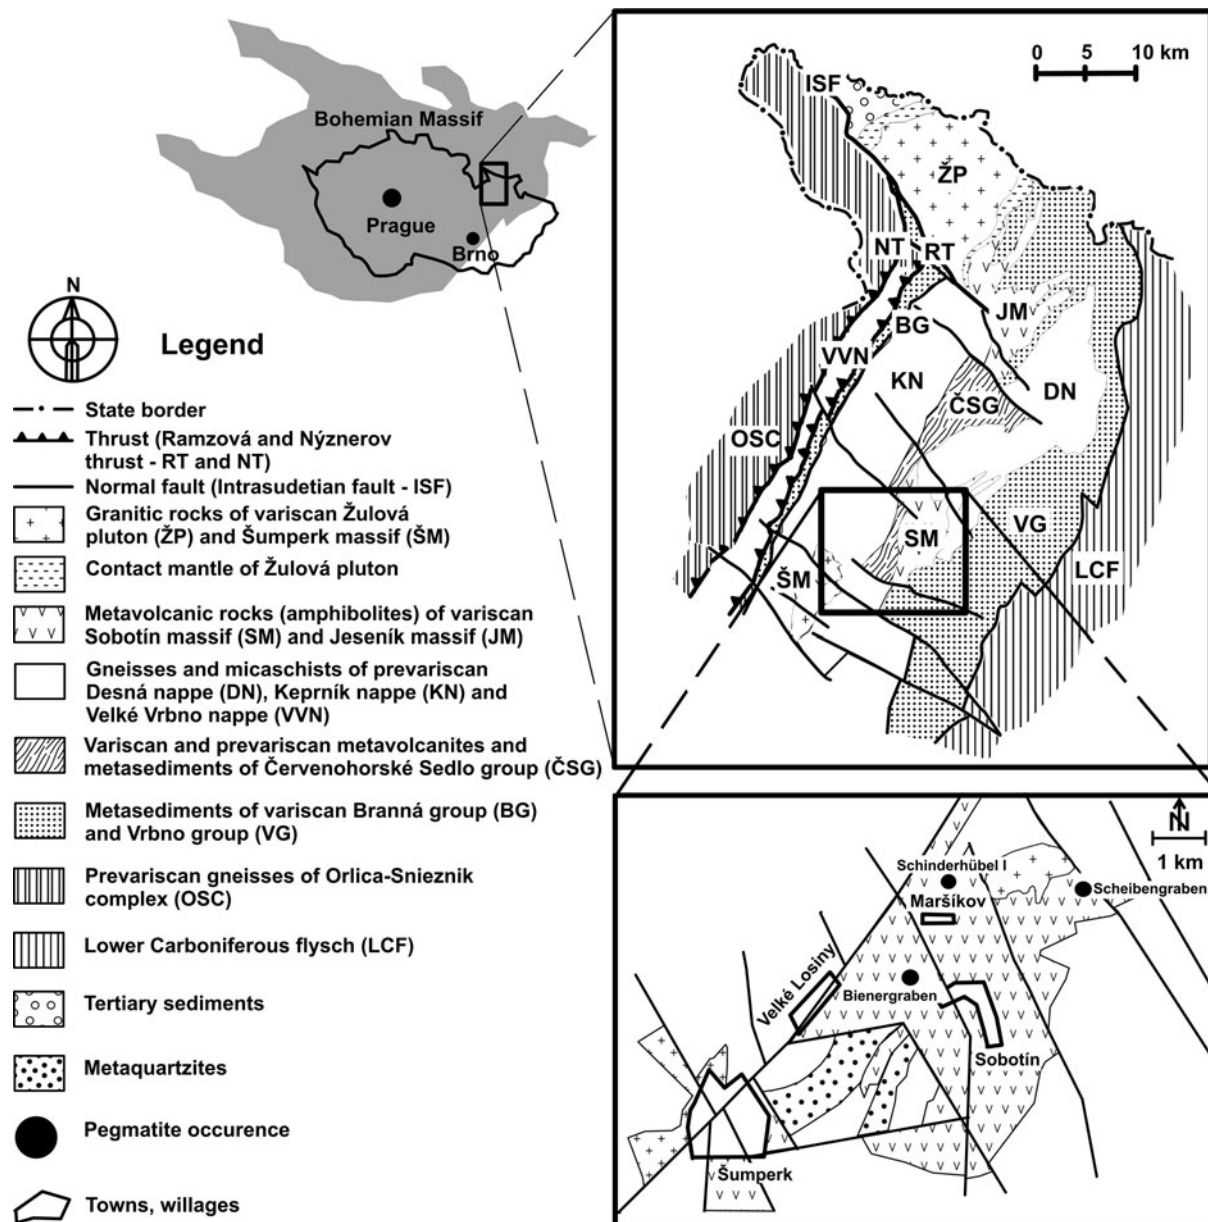 Bohemian Massif
Prague
Brno
N
Legend
State border
Thrust (Ramzová and Nýznerov
thrust - RT and NT)
Normal fault (Intrasudetian fault - ISF)
Granitic rocks of variscan Žulová
pluton (ŽP) and Šumperk massif (ŠM)
Contact mantle of Žulová pluton
Metavolcanic rocks (amphibolites) of variscan
Sobotín massif (SM) and Jeseník massif (JM)
Gneisses and micaschists of prevariscan
Desná nappe (DN), Keprník nappe (KN) and
Velké Vrbno nappe (VVN)
Variscan and prevariscan metavolcanites and
metasediments of Červenohorské Sedlo group (ČSG)
Metasediments of variscan Branná group (BG)
and Vrbno group (VG)
Prevariscan gneisses of Orlica-Snieznik
complex (OSC)
Lower Carboniferous flysch (LCF)
Tertiary sediments
Metaquartzites
Pegmatite occurence
Towns, willages
0 5 10 km
ISF
ŽP
NT RT
JM
BG
VVN
KN
DN
ČSG
OSC
VG
SM
LCF
ŠM
N
1 km
Schinderhübel I
Scheibengraben
Maršíkov
Velké Losiny
Bienergraben
Sobotín
Šumperk